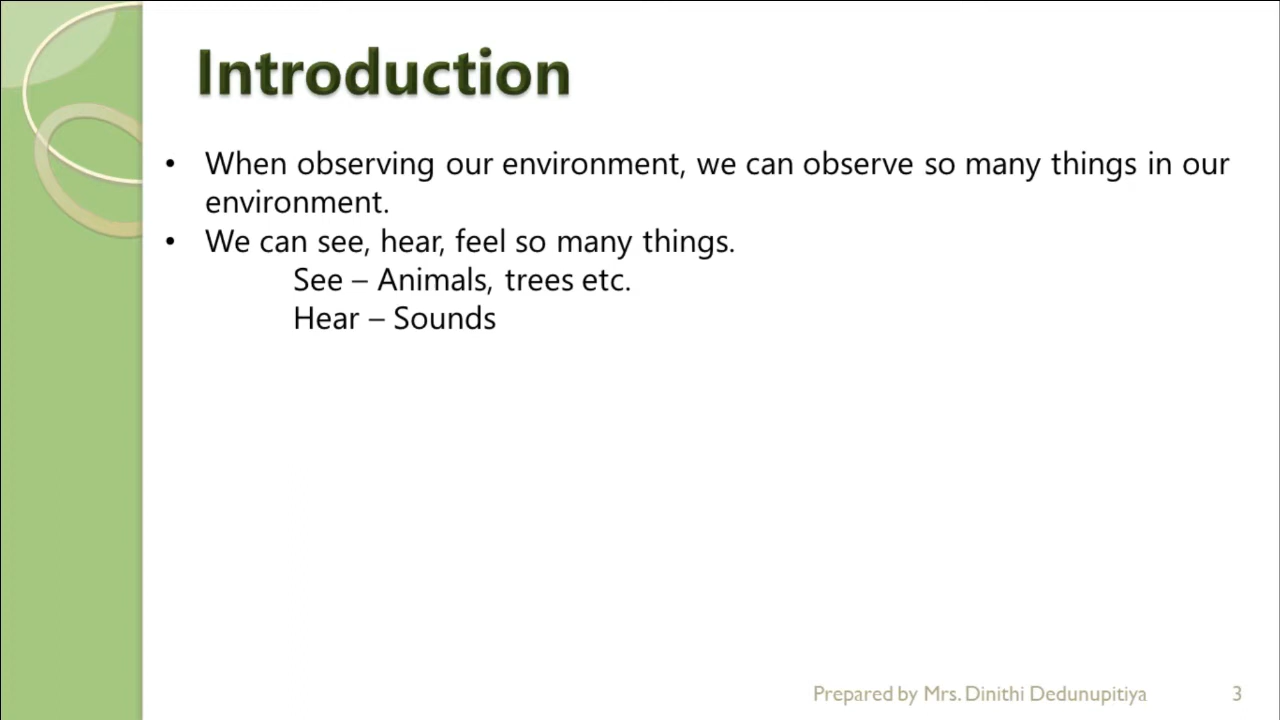 Introduction
• When observing our environment, we can observe so many things in our
environment.
• We can see, hear, feel so many things.
See – Animals, trees etc.
Hear – Sounds
Prepared by Mrs. Dinithi Dedunupitiya 3